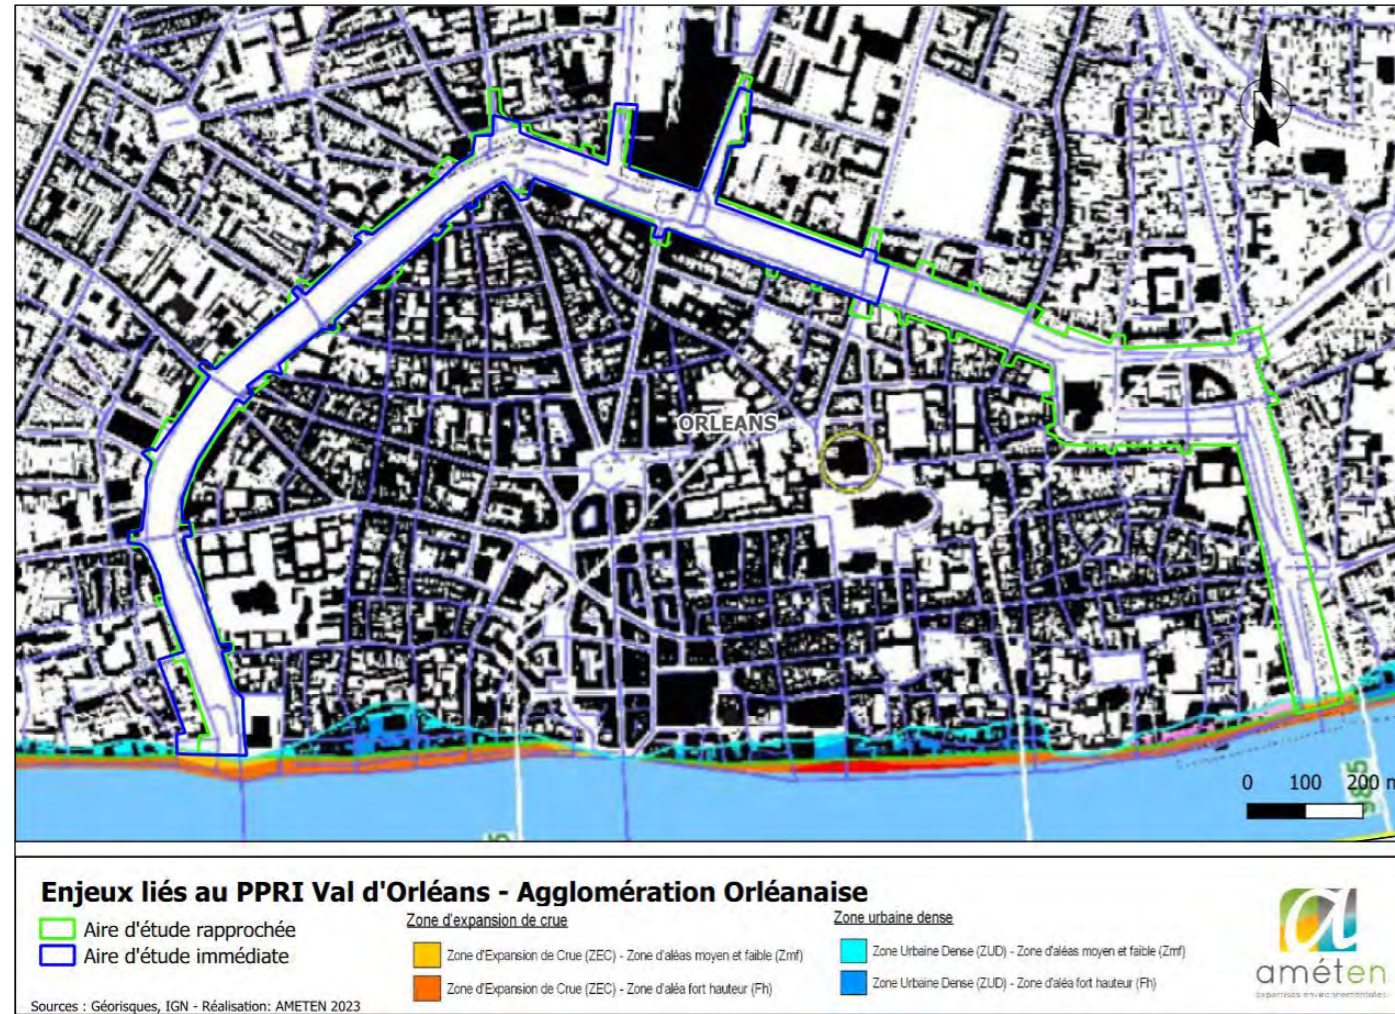 N
ORLEANS
0 100 200 m
985
Enjeux liés au PPRI Val d'Orléans - Agglomération Orléanaise
Aire d'étude rapprochée
Aire d'étude immédiate
Zone d'expansion de crue
Zone d'Expansion de Crue (ZEC) - Zone d'aléas moyen et faible (Zmf)
Zone d'Expansion de Crue (ZEC) - Zone d'aléa fort hauteur (Fh)
Zone urbaine dense
Zone Urbaine Dense (ZUD) - Zone d'aléas moyen et faible (Zmf)
Zone Urbaine Dense (ZUD) - Zone d'aléa fort hauteur (Fh)
améten
expertises environnementales
Sources : Géorisques, IGN - Réalisation: AMETEN 2023